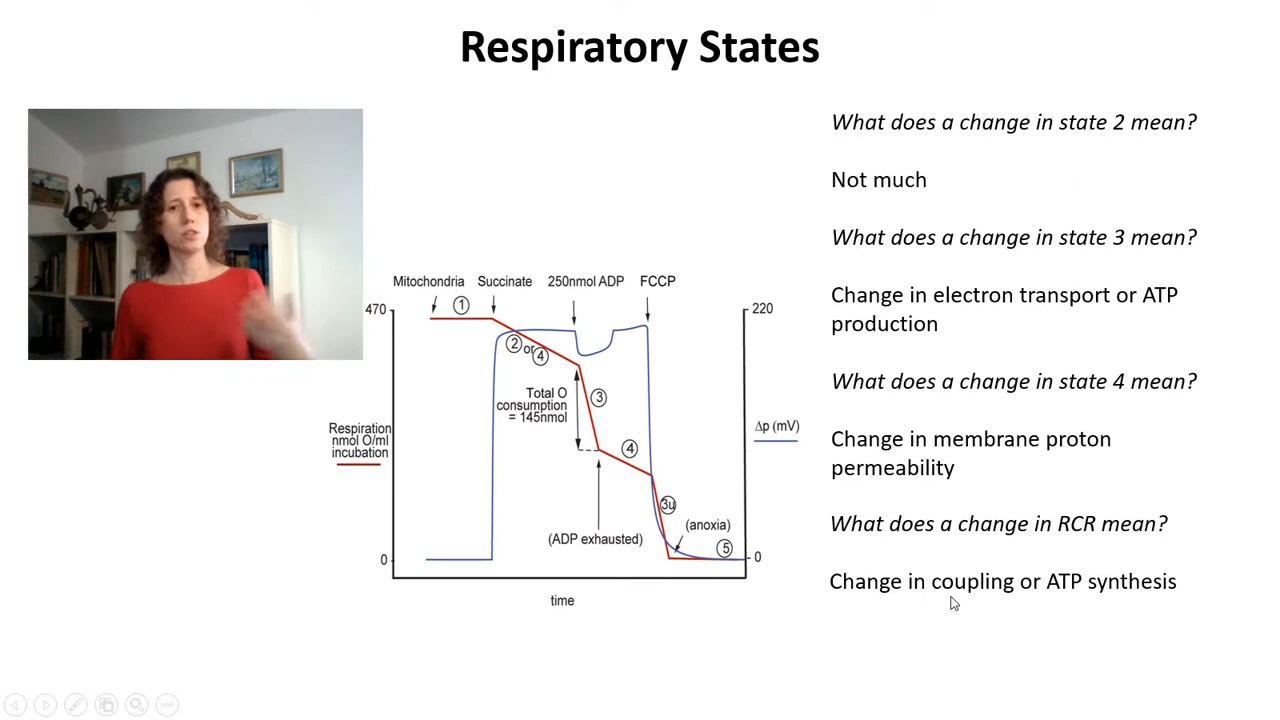 Respiratory States
What does a change in state 2 mean?
Not much
What does a change in state 3 mean?
Change in electron transport or ATP
production
What does a change in state 4 mean?
Change in membrane proton
permeability
What does a change in RCR mean?
Change in coupling or ATP synthesis
Mitochondria
Succinate
250nmol ADP
FCCP
470
220
1
2 or 4
3
Total O
consumption
= 145nmol
4
Respiration
nmol O/ml
incubation
Δp (mV)
3u
(anoxia)
(ADP exhausted)
5
0
0
time